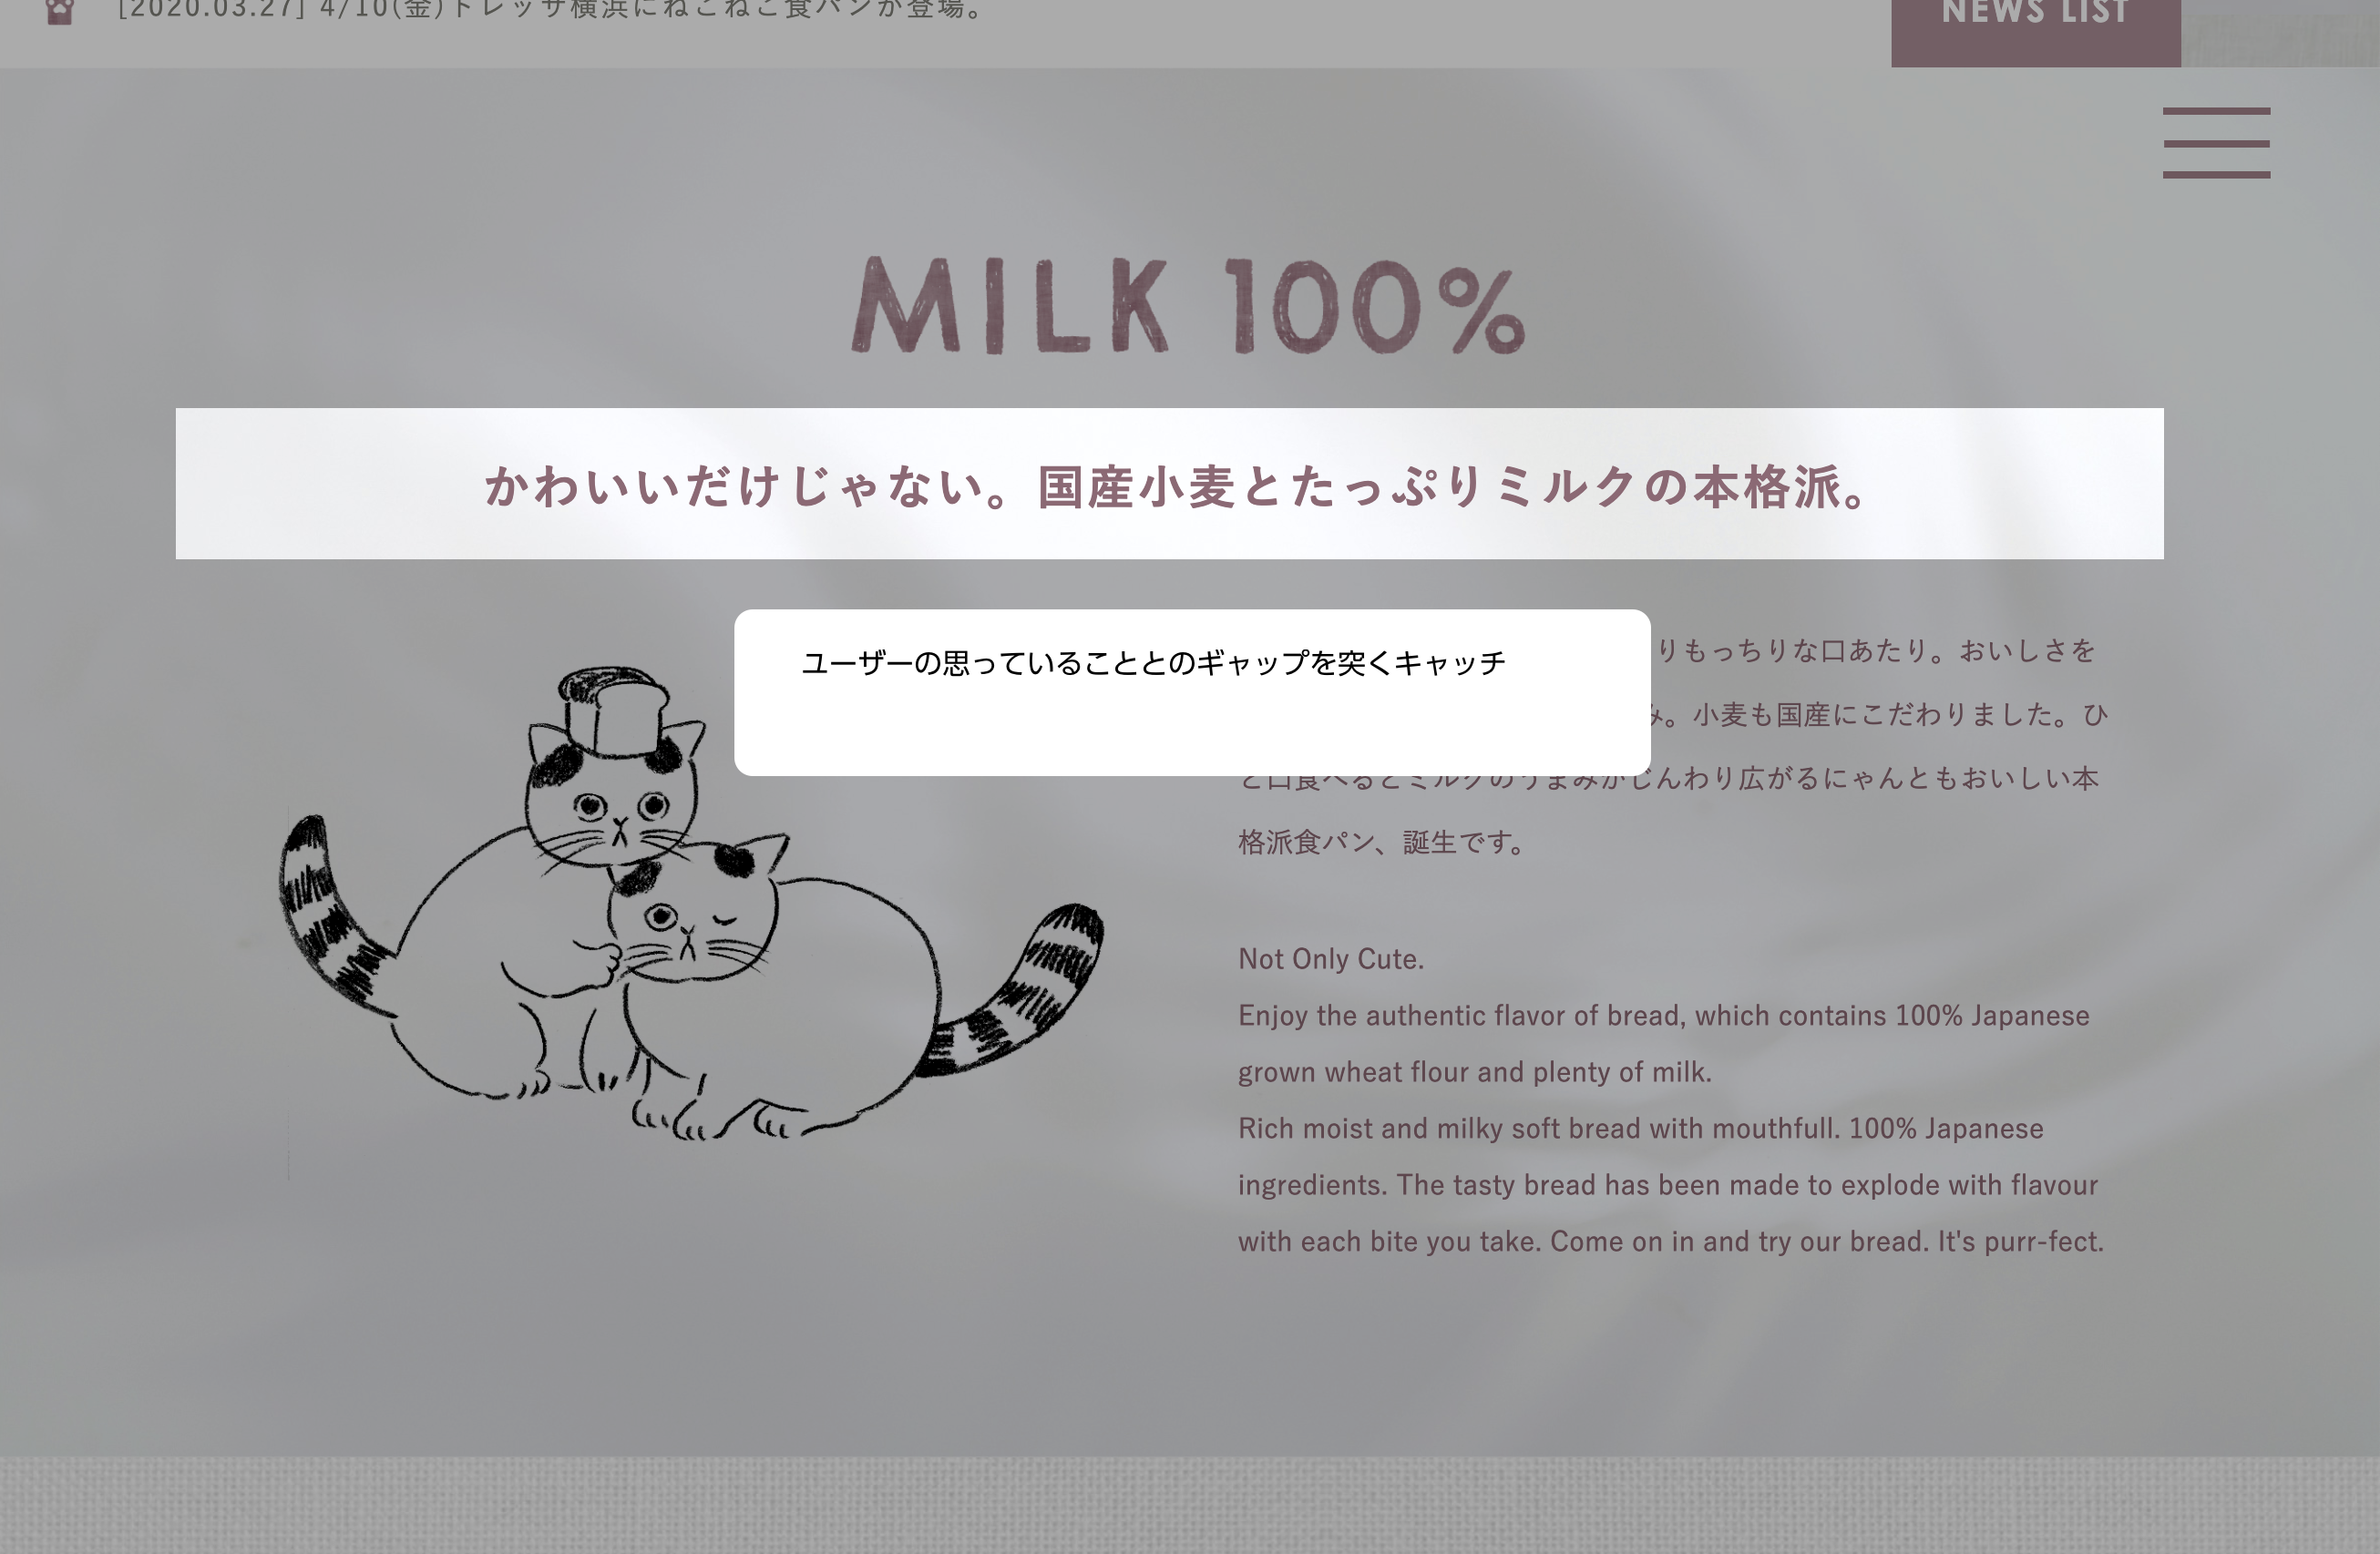 [2020.03.27] 4/10(金)トレッサ横浜にねこねこ食パンが登場。
NEWS LIST
MILK 100%
かわいいだけじゃない。国産小麦とたっぷりミルクの本格派。
ユーザーの思っていることとのギャップを突くキャッチ
りもっちりな口あたり。おいしさを
み。小麦も国産にこだわりました。ひ
と口食べるとミルクのうまみがじんわり広がるにゃんともおいしい本
格派食パン、誕生です。
Not Only Cute.
Enjoy the authentic flavor of bread, which contains 100% Japanese
grown wheat flour and plenty of milk.
Rich moist and milky soft bread with mouthfull. 100% Japanese
ingredients. The tasty bread has been made to explode with flavour
with each bite you take. Come on in and try our bread. It's purr-fect.